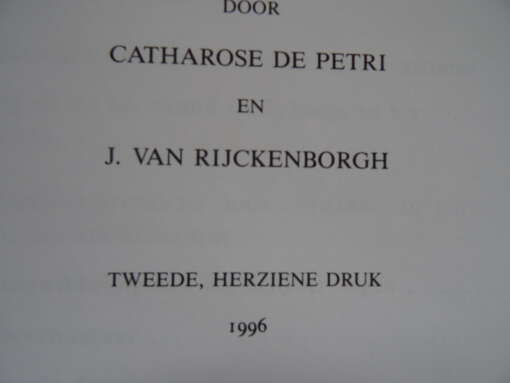 DOOR
CATHAROSE DE PETRI
EN
J. VAN RIJCKENBORGH
TWEEDE, HERZIENE DRUK
1996